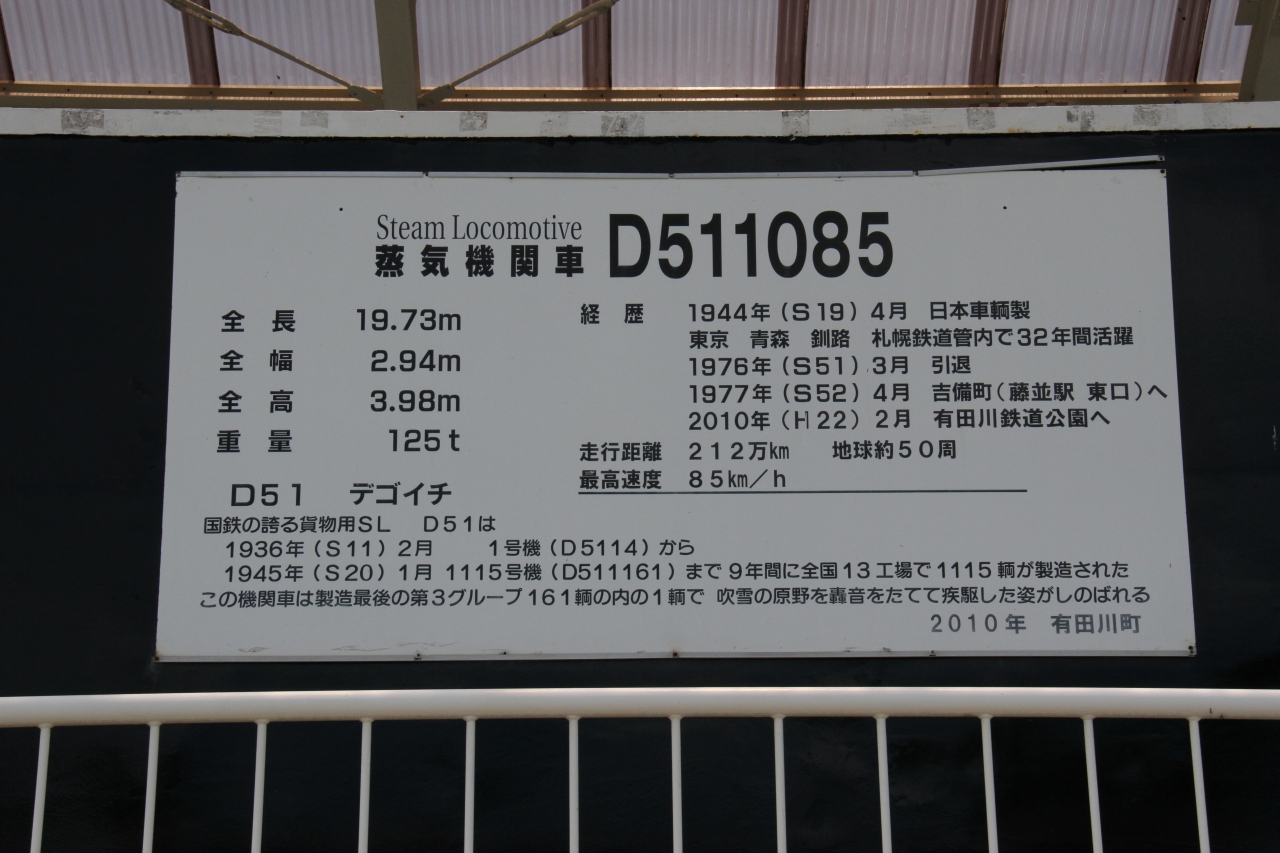 Steam Locomotive
蒸気機関車 D511085
全長 19.73m
全幅 2.94m
全高 3.98m
重量 125t
経歴 1944年(S19)4月 日本車輌製
東京 青森 釧路 札幌鉄道管内で32年間活躍
1976年(S51)3月 引退
1977年(S52)4月 吉備町(藤並駅 東口)へ
2010年(H22)2月 有田川鉄道公園へ
走行距離 212万㎞ 地球約50周
最高速度 85㎞/h
D51 デゴイチ
国鉄の誇る貨物用SL D51は
1936年(S11)2月 1号機(D5114)から
1945年(S20)1月 1115号機(D511161)まで9年間に全国13工場で1115輌が製造された
この機関車は製造最後の第3グループ161輌の内の1輌で 吹雪の原野を轟音をたてて疾駆した姿がしのばれる
2010年 有田川町